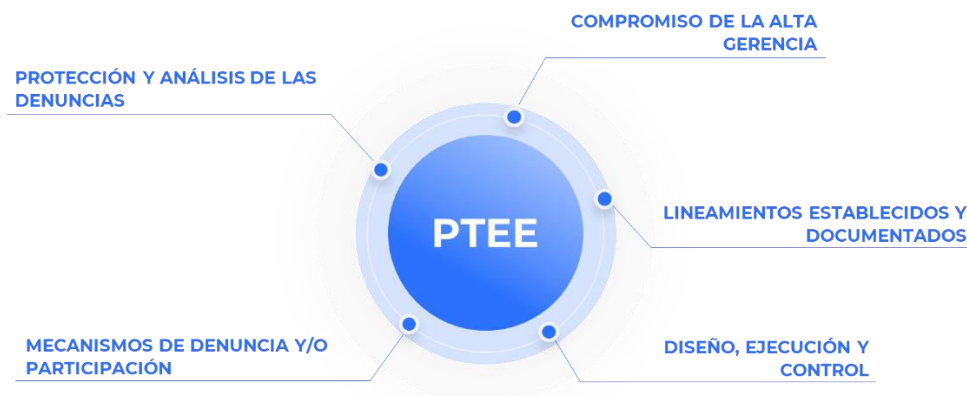 COMPROMISO DE LA ALTA
GERENCIA
PROTECCIÓN Y ANÁLISIS DE LAS
DENUNCIAS
PTEE
LINEAMIENTOS ESTABLECIDOS Y
DOCUMENTADOS
MECANISMOS DE DENUNCIA Y/O
PARTICIPACIÓN
DISEÑO, EJECUCIÓN Y
CONTROL